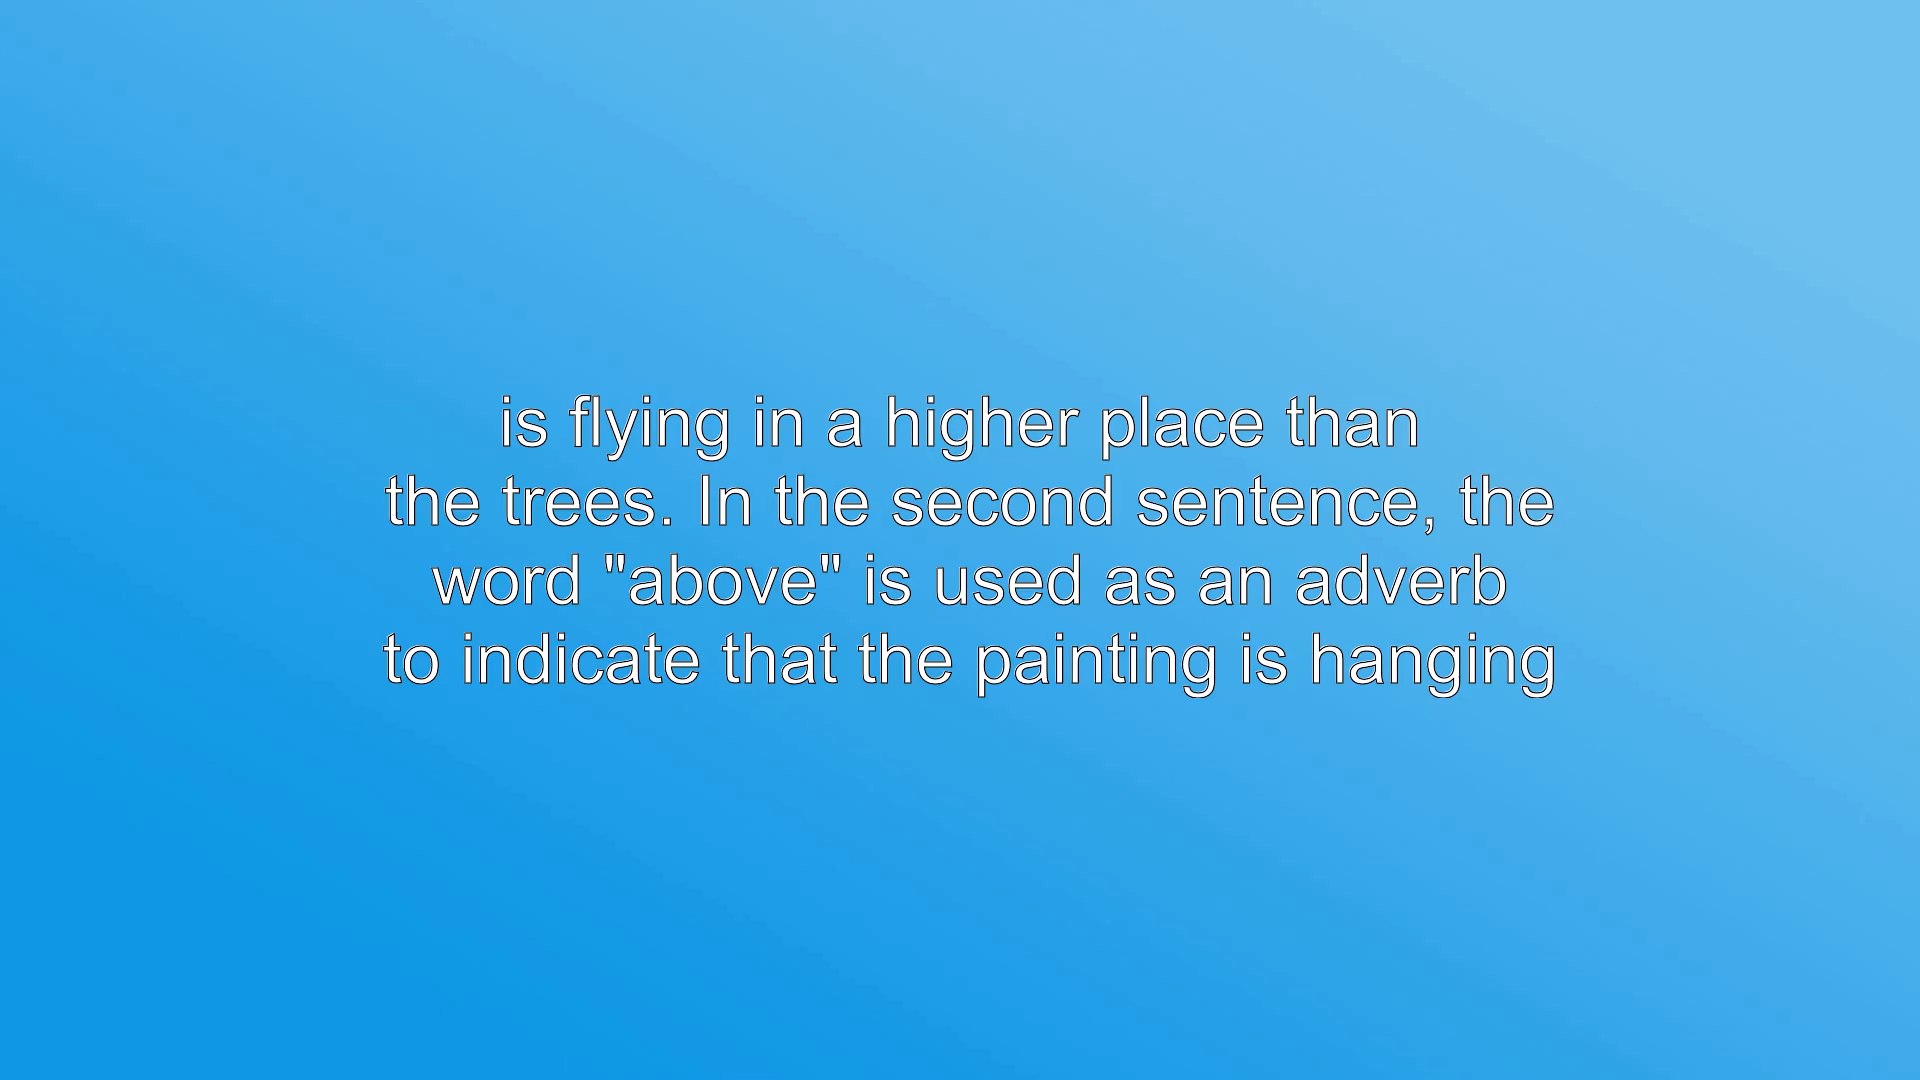 is flying in a higher place than
the trees. In the second sentence, the
word "above" is used as an adverb
to indicate that the painting is hanging